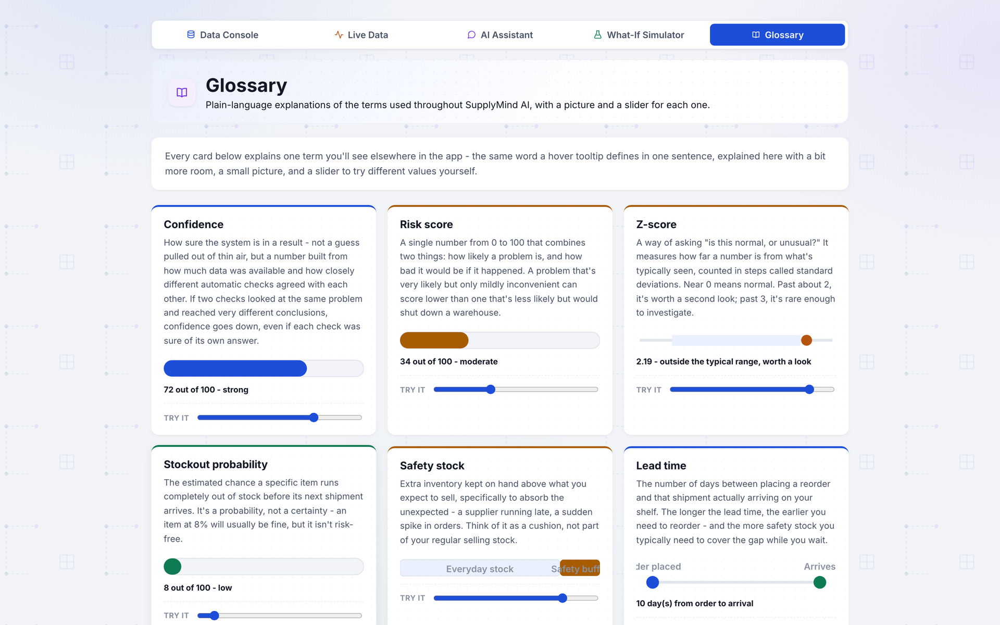 Data Console
Live Data
AI Assistant
What-If Simulator
Glossary
Glossary
Plain-language explanations of the terms used throughout SupplyMind AI, with a picture and a slider for each one.
Every card below explains one term you'll see elsewhere in the app - the same word a hover tooltip defines in one sentence, explained here with a bit
more room, a small picture, and a slider to try different values yourself.
Confidence
How sure the system is in a result - not a guess
pulled out of thin air, but a number built from
how much data was available and how closely
different automatic checks agreed with each
other. If two checks looked at the same problem
and reached very different conclusions,
confidence goes down, even if each check was
sure of its own answer.
72 out of 100 - strong
TRY IT
Risk score
A single number from 0 to 100 that combines
two things: how likely a problem is, and how
bad it would be if it happened. A problem that's
very likely but only mildly inconvenient can
score lower than one that's less likely but would
shut down a warehouse.
34 out of 100 - moderate
TRY IT
Z-score
A way of asking "is this normal, or unusual?" It
measures how far a number is from what's
typically seen, counted in steps called standard
deviations. Near 0 means normal. Past about 2,
it's worth a second look; past 3, it's rare enough
to investigate.
2.19 - outside the typical range, worth a look
TRY IT
Stockout probability
The estimated chance a specific item runs
completely out of stock before its next shipment
arrives. It's a probability, not a certainty - an
item at 8% will usually be fine, but it isn't risk-
free.
8 out of 100 - low
TRY IT
Safety stock
Extra inventory kept on hand above what you
expect to sell, specifically to absorb the
unexpected - a supplier running late, a sudden
spike in orders. Think of it as a cushion, not part
of your regular selling stock.
Everyday stock
Safety buff
TRY IT
Lead time
The number of days between placing a reorder
and that shipment actually arriving on your
shelf. The longer the lead time, the earlier you
need to reorder - and the more safety stock you
typically need to cover the gap while you wait.
der placed
Arrives
10 day(s) from order to arrival